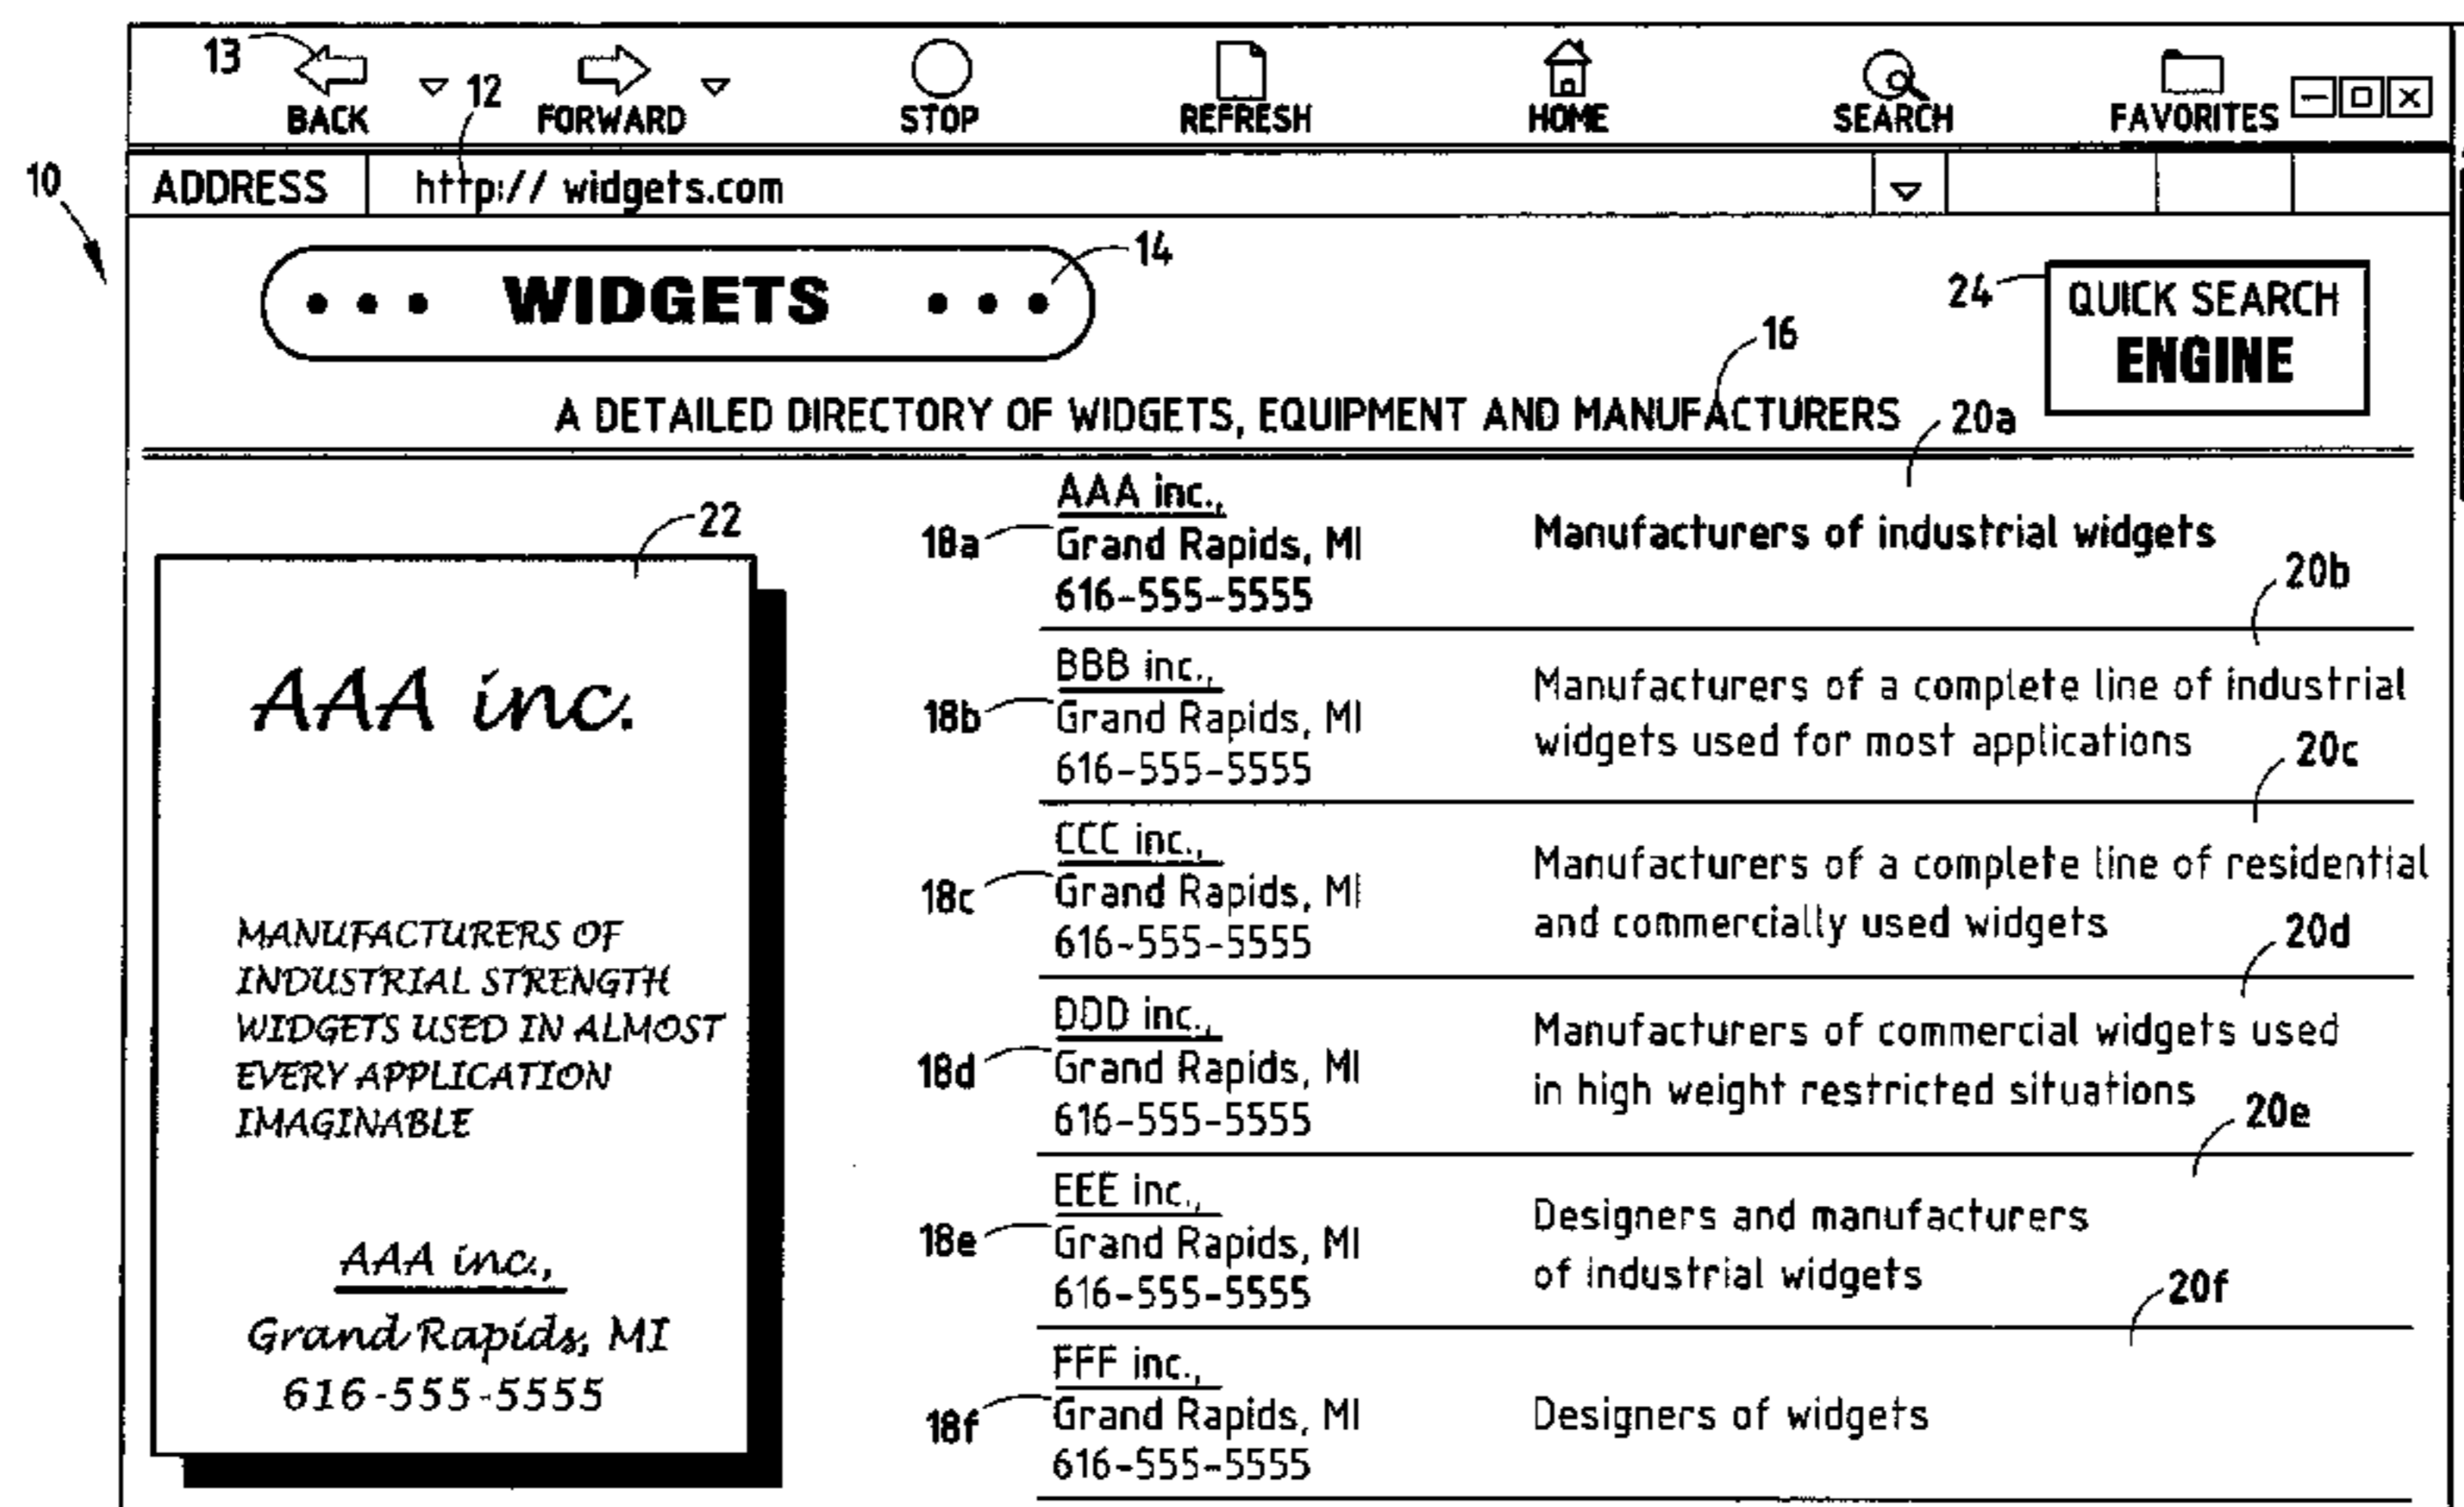 13
12
BACK FORWARD STOP REFRESH HOME SEARCH FAVORITES
10
ADDRESS http:// widgets.com
14
WIDGETS
24
QUICK SEARCH
ENGINE
16
A DETAILED DIRECTORY OF WIDGETS, EQUIPMENT AND MANUFACTURERS
20a
22
AAA inc.
MANUFACTURERS OF
INDUSTRIAL STRENGTH
WIDGETS USED IN ALMOST
EVERY APPLICATION
IMAGINABLE
AAA inc.,
Grand Rapids, MI
616-555-5555
AAA inc.,
18a Grand Rapids, MI
616-555-5555
Manufacturers of industrial widgets
20b
BBB inc.,
18b Grand Rapids, MI
616-555-5555
Manufacturers of a complete line of industrial
widgets used for most applications
20c
CCC inc.,
18c Grand Rapids, MI
616-555-5555
Manufacturers of a complete line of residential
and commercially used widgets
20d
DDD inc.,
18d Grand Rapids, MI
616-555-5555
Manufacturers of commercial widgets used
in high weight restricted situations
20e
EEE inc.,
18e Grand Rapids, MI
616-555-5555
Designers and manufacturers
of industrial widgets
20f
FFF inc.,
18f Grand Rapids, MI
616-555-5555
Designers of widgets